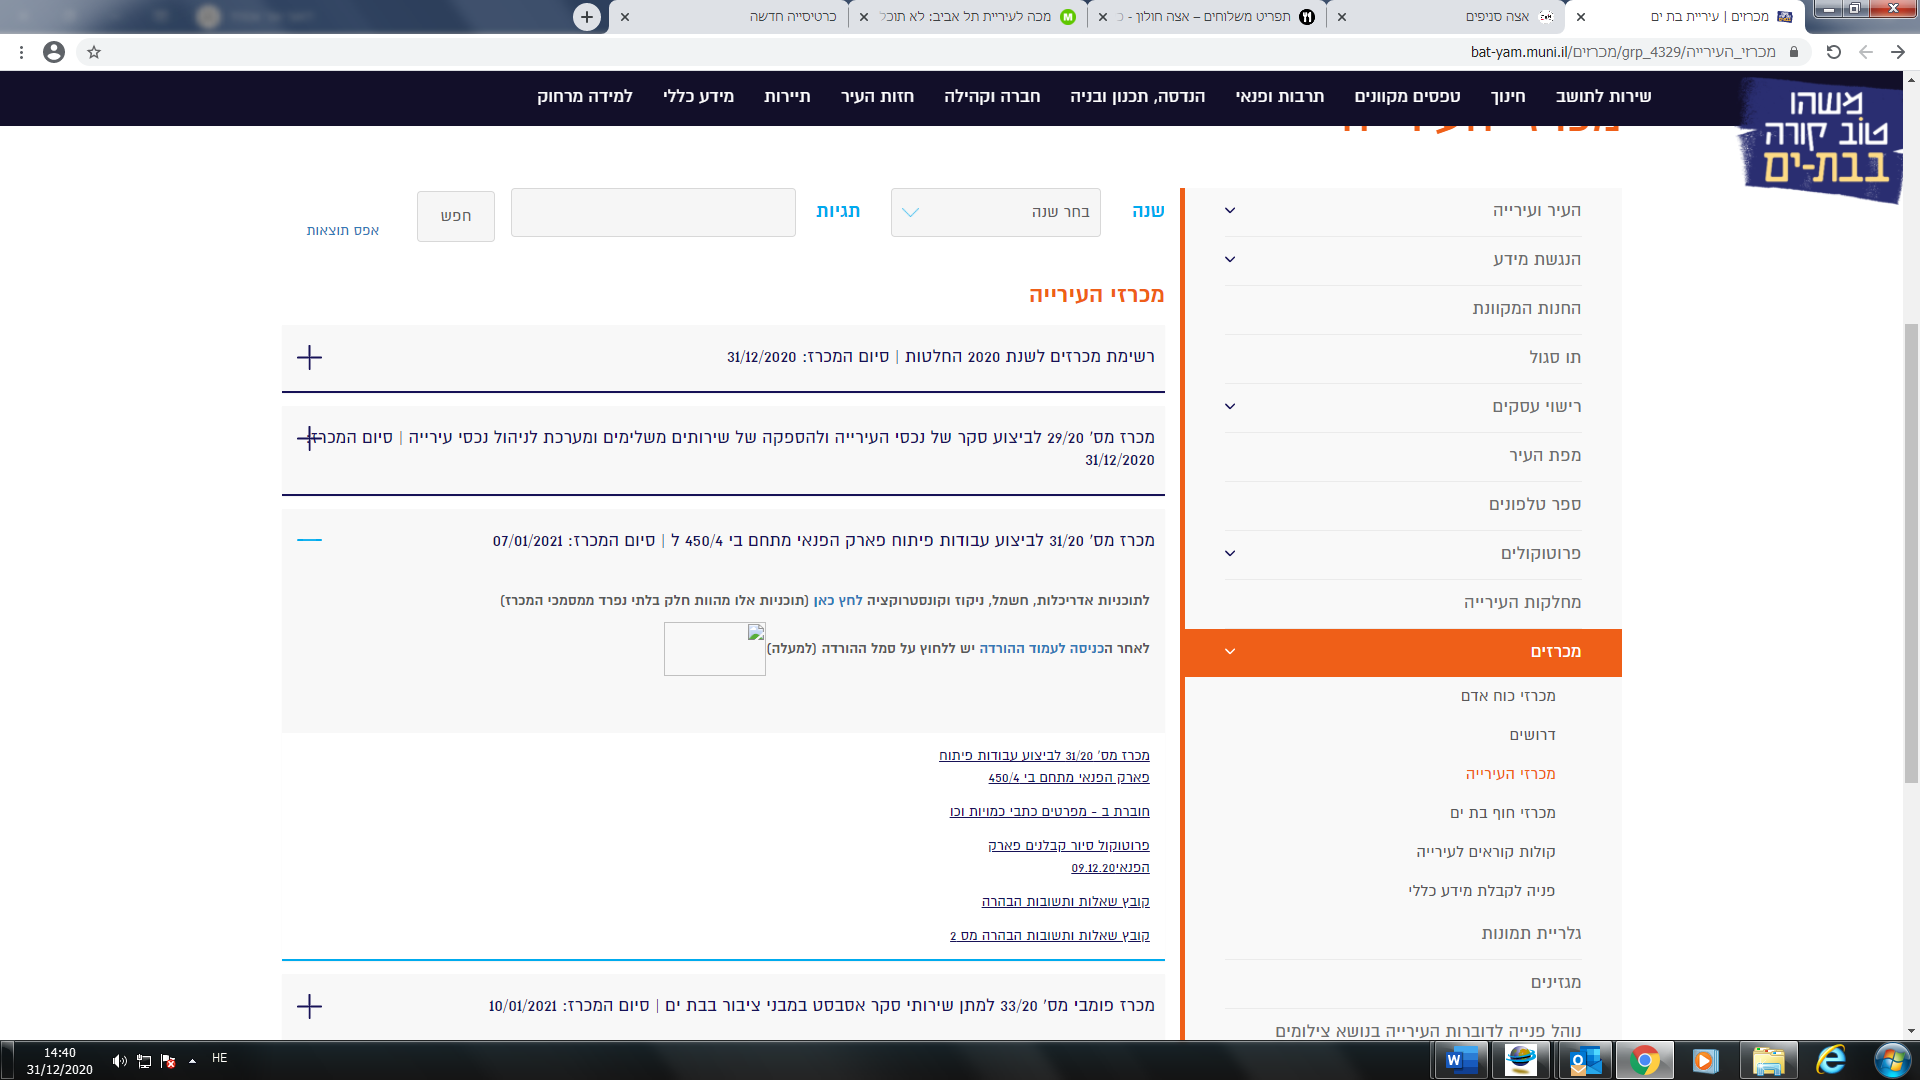 מכרזים | עיריית בת ים
אצה סניפים
תפריט משלוחים – אצה חולון - כ
מכה לעיריית תל אביב: לא תוכל
כרטיסייה חדשה
bat-yam.muni.il/מכרזים/grp_4329/מכרזי_העירייה
שירות לתושב
חינוך
טפסים מקוונים
תרבות ופנאי
הנדסה, תכנון ובניה
חברה וקהילה
חזות העיר
תיירות
מידע כללי
למידה מרחוק
משהו
טוב קורה
בבת-ים
מכרזי העירייה
העיר ועירייה
הנגשת מידע
החנות המקוונת
תו סגול
רישוי עסקים
מפת העיר
ספר טלפונים
פרוטוקולים
מחלקות העירייה
מכרזים
מכרזי כוח אדם
דרושים
מכרזי העירייה
מכרזי חוף בת ים
קולות קוראים לעירייה
פניה לקבלת מידע כללי
גלריית תמונות
מגזינים
נוהל פנייה לדוברות העירייה בנושא צילומים
שנה
בחר שנה
תגיות
חפש
אפס תוצאות
מכרזי העירייה
רשימת מכרזים לשנת 2020 החלטות | סיום המכרז: 31/12/2020
מכרז מס' 29/20 לביצוע סקר של נכסי העירייה ולהספקה של שירותים משלימים ומערכת לניהול נכסי עירייה | סיום המכרז:
31/12/2020
מכרז מס' 31/20 לביצוע עבודות פיתוח פארק הפנאי מתחם בי 450/4 ל | סיום המכרז: 07/01/2021
לתוכניות אדריכלות, חשמל, ניקוז וקונסטרוקציה לחץ כאן (תוכניות אלו מהוות חלק בלתי נפרד ממסמכי המכרז)
לאחר הכניסה לעמוד ההורדה יש ללחוץ על סמל ההורדה (למעלה)
מכרז מס' 31/20 לביצוע עבודות פיתוח
פארק הפנאי מתחם בי 450/4
חוברת ב - מפרטים כתבי כמויות וכו
פרוטוקול סיור קבלנים פארק
הפנאי09.12.20
קובץ שאלות ותשובות הבהרה
קובץ שאלות ותשובות הבהרה מס 2
מכרז פומבי מס' 33/20 למתן שירותי סקר אסבסט במבני ציבור בבת ים | סיום המכרז: 10/01/2021
HE
14:40
31/12/2020